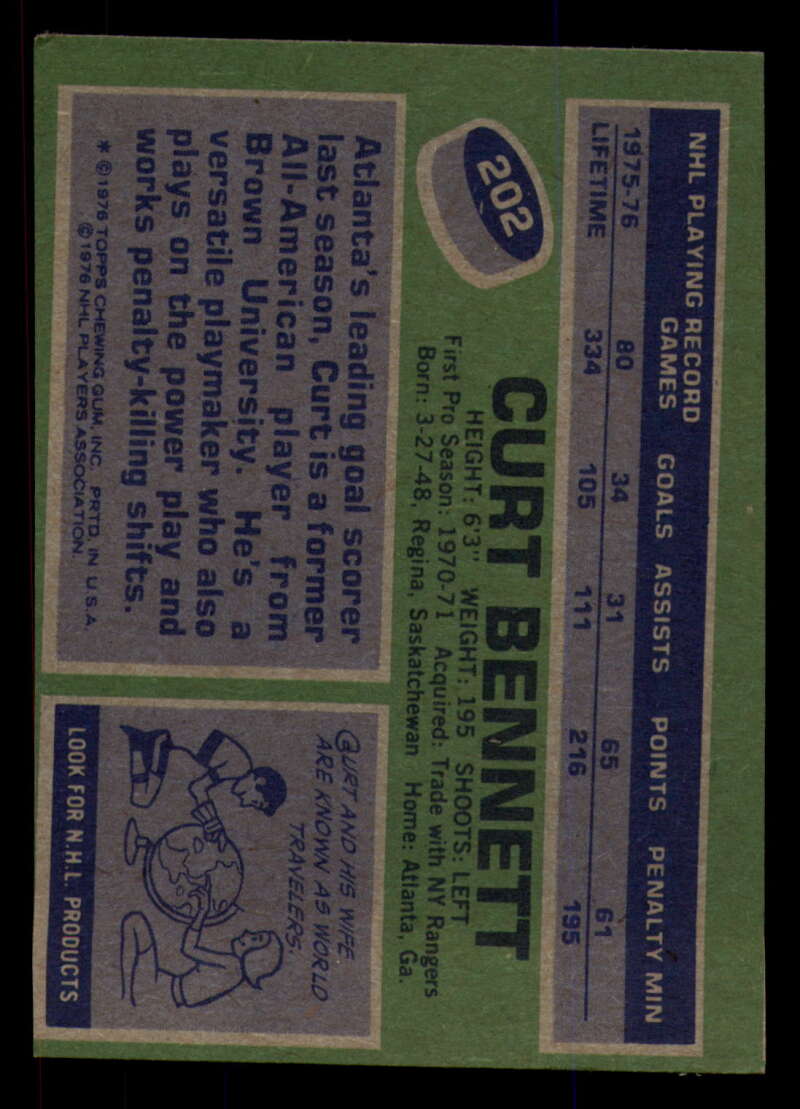 NHL PLAYING RECORD
GAMES GOALS ASSISTS POINTS PENALTY MIN
1975-76 80 34 31 65 61
LIFETIME 334 105 111 216 195
202
CURT BENNETT
HEIGHT: 6'3" WEIGHT: 195 SHOOTS: LEFT
First Pro Season: 1970-71 Acquired: Trade with NY Rangers
Born: 3-27-48, Regina, Saskatchewan Home: Atlanta, Ga.
Atlanta's leading goal scorer
last season, Curt is a former
All-American player from
Brown University. He's a
versatile playmaker who also
plays on the power play and
works penalty-killing shifts.
* ©1976 TOPPS CHEWING GUM, INC. PRTD. IN U.S.A.
©1976 NHL PLAYERS ASSOCIATION.
CURT AND HIS WIFE
ARE KNOWN AS WORLD
TRAVELERS.
LOOK FOR N.H.L. PRODUCTS